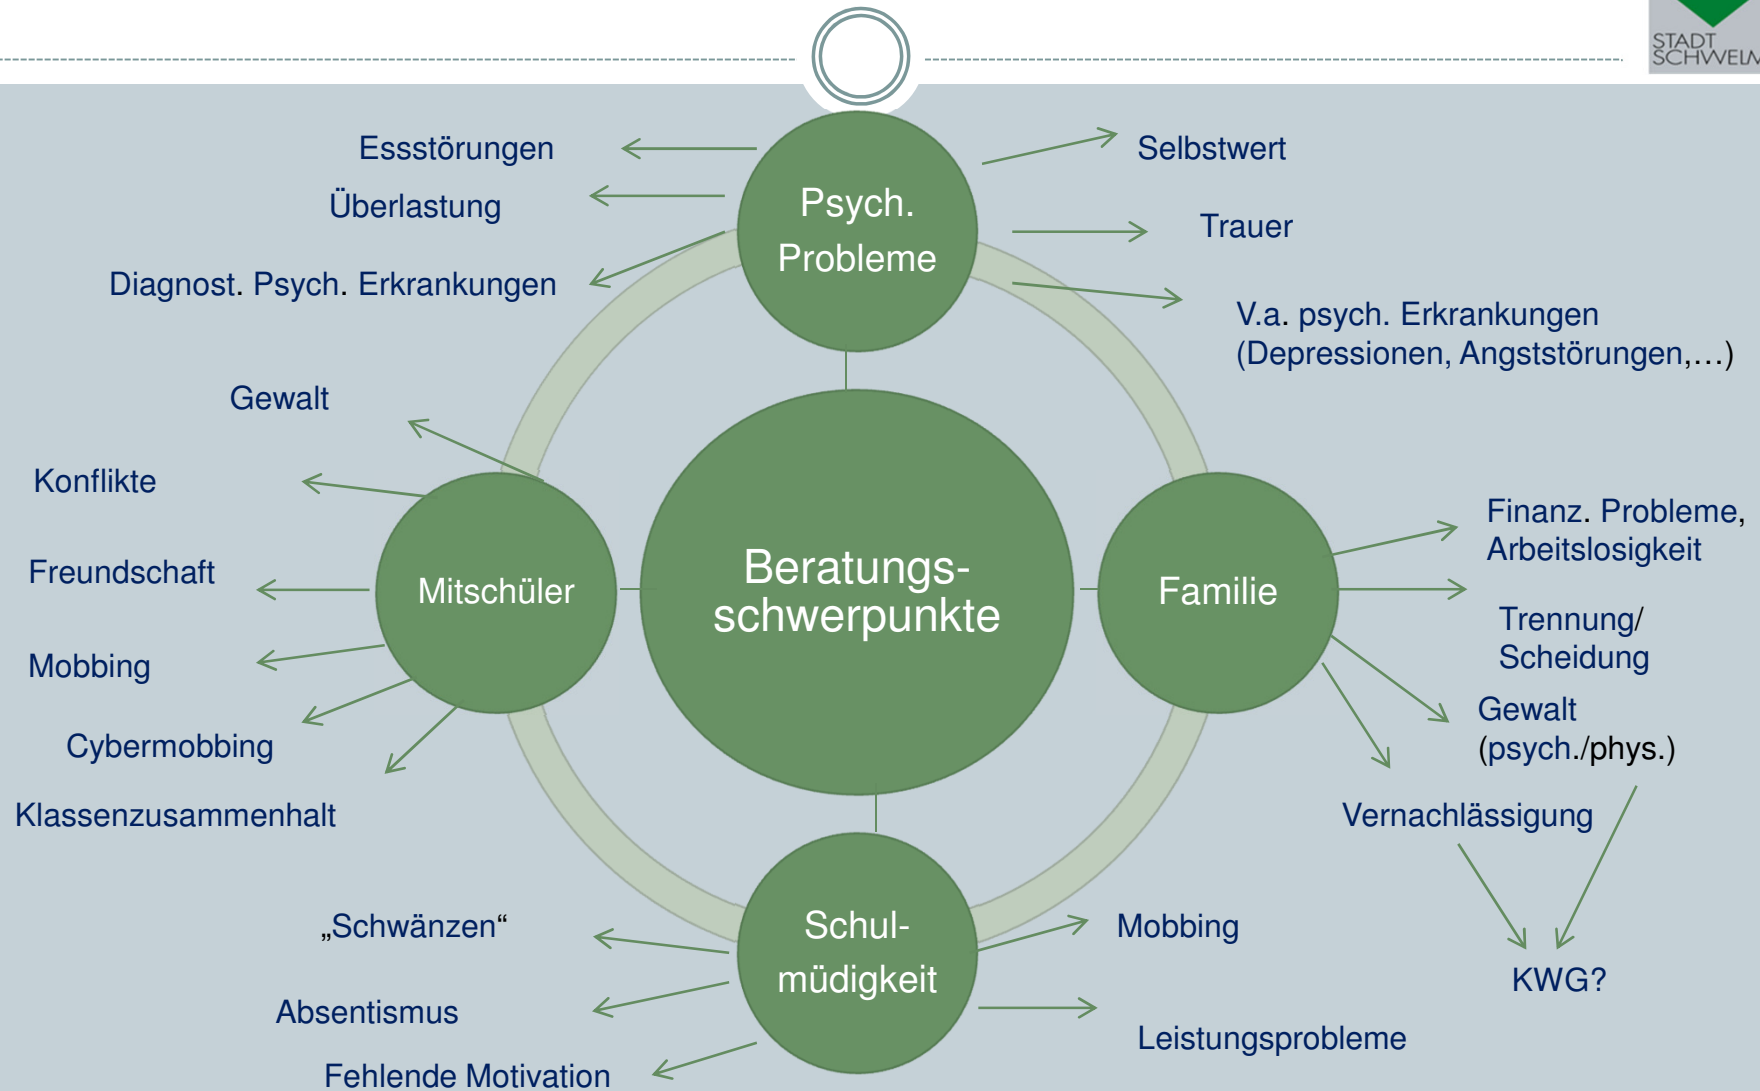 STADT
SCHWELM
Essstörungen
Überlastung
Diagnost. Psych. Erkrankungen
Psych.
Probleme
Selbstwert
Trauer
V.a. psych. Erkrankungen
(Depressionen, Angststörungen,…)
Gewalt
Konflikte
Freundschaft
Mobbing
Cybermobbing
Klassenzusammenhalt
Mitschüler
Beratungs-
schwerpunkte
Familie
Finanz. Probleme,
Arbeitslosigkeit
Trennung/
Scheidung
Gewalt
(psych./phys.)
Vernachlässigung
KWG?
„Schwänzen“
Absentismus
Fehlende Motivation
Schul-
müdigkeit
Mobbing
Leistungsprobleme